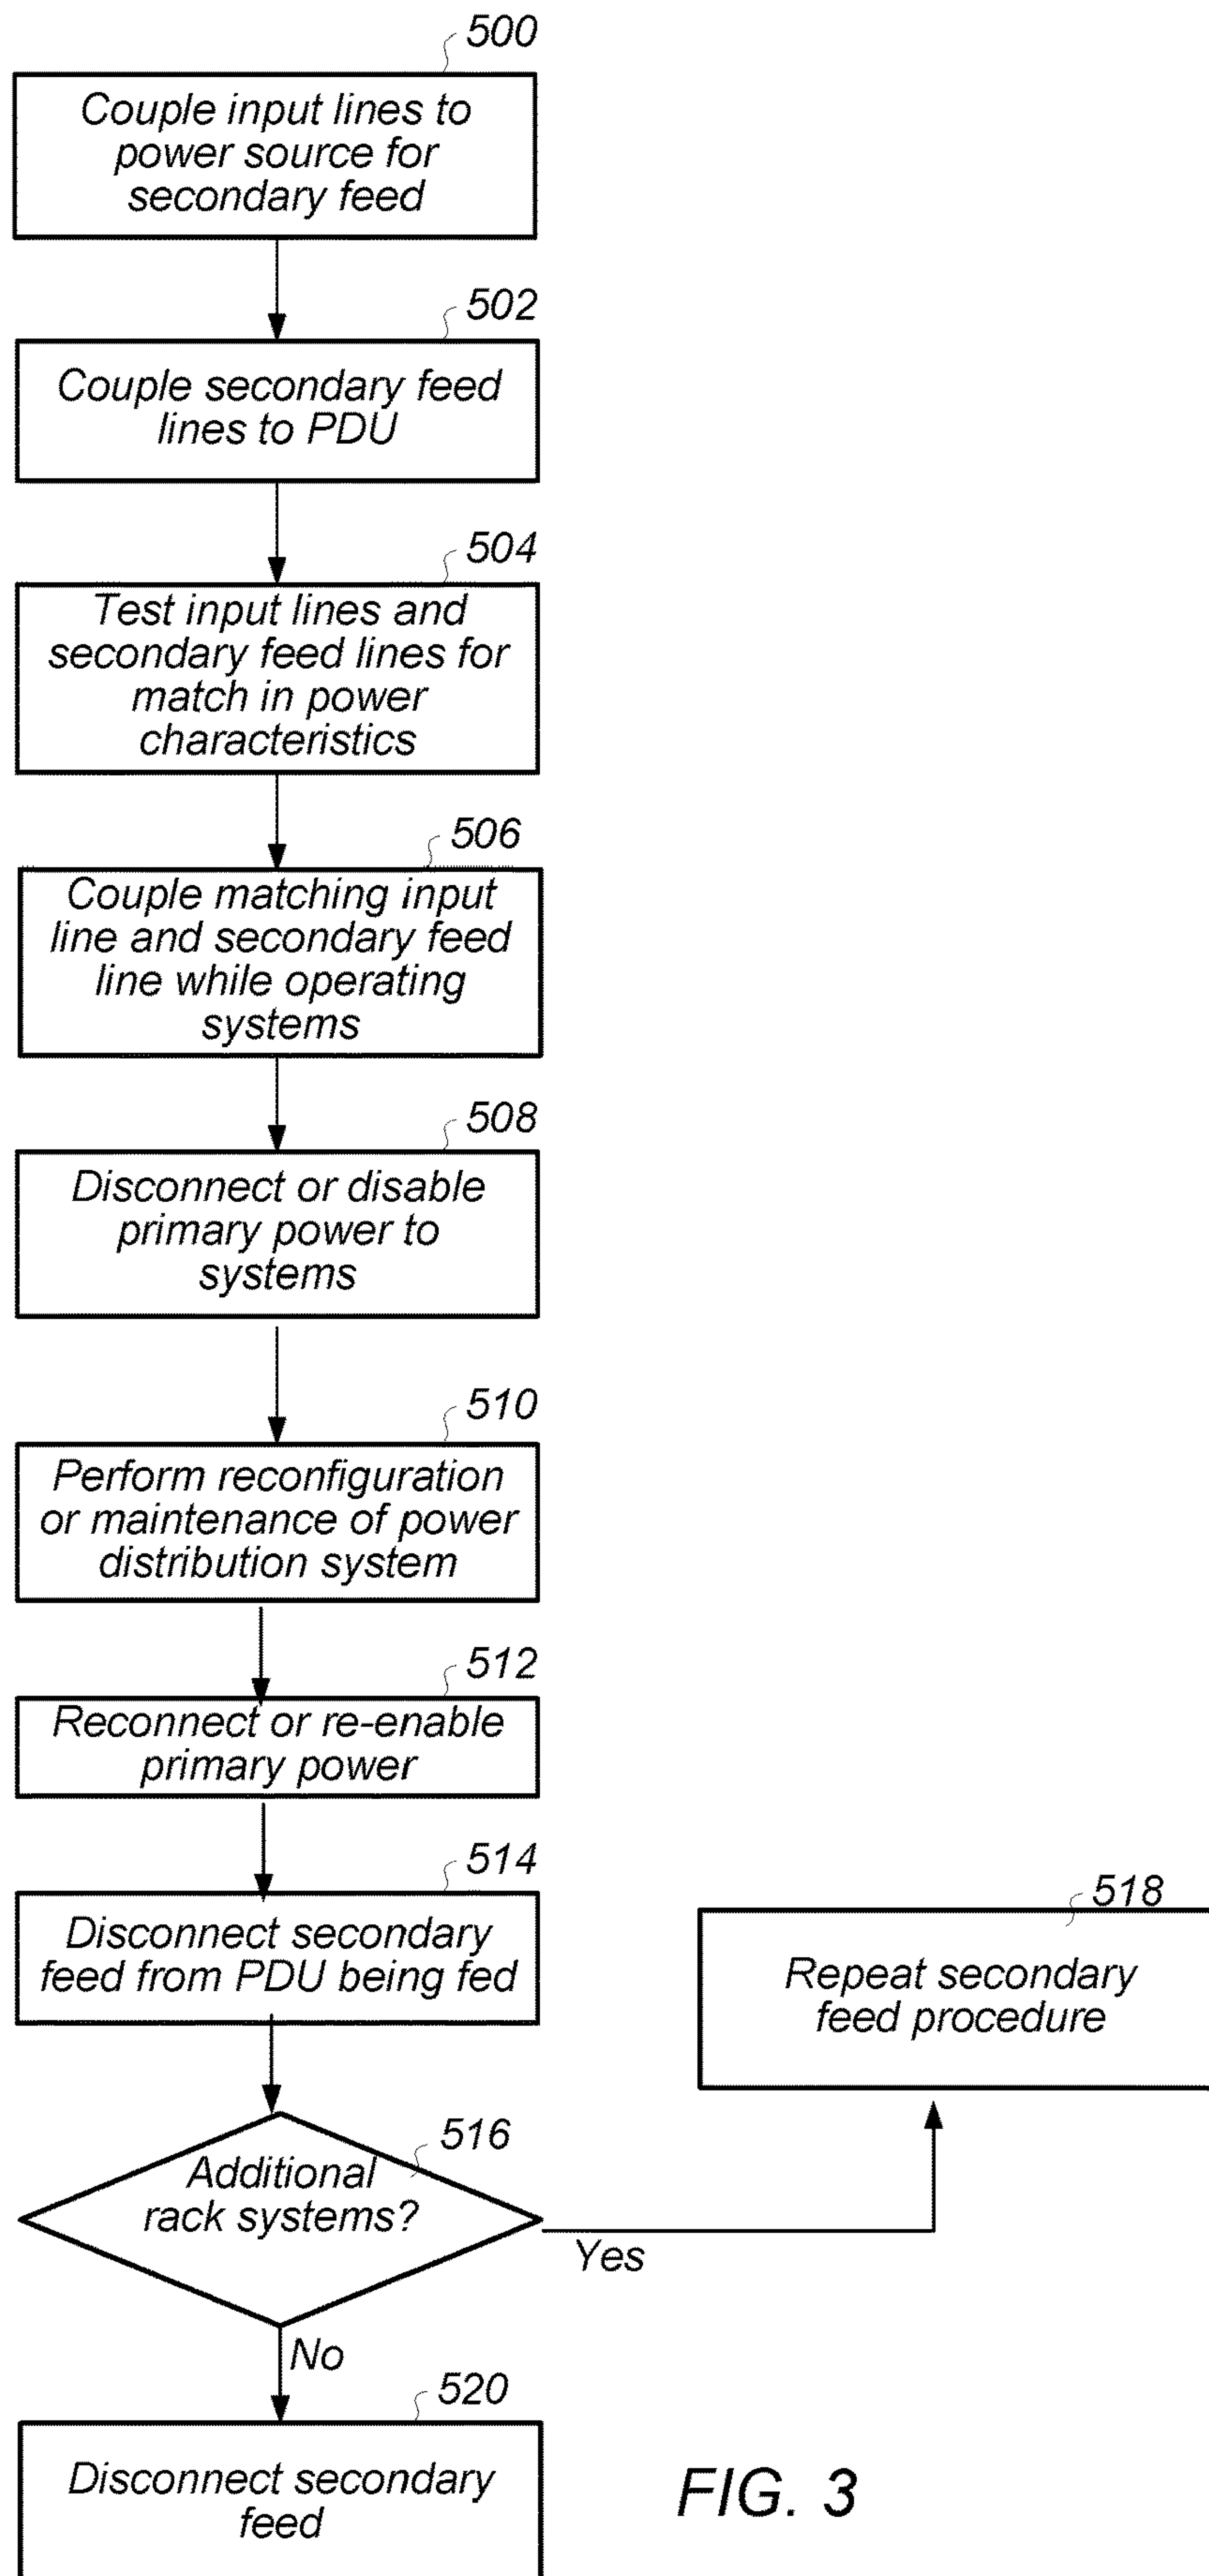 500
Couple input lines to
power source for
secondary feed
502
Couple secondary feed
lines to PDU
504
Test input lines and
secondary feed lines for
match in power
characteristics
506
Couple matching input
line and secondary feed
line while operating
systems
508
Disconnect or disable
primary power to
systems
510
Perform reconfiguration
or maintenance of power
distribution system
512
Reconnect or re-enable
primary power
514
Disconnect secondary
feed from PDU being fed
518
Repeat secondary
feed procedure
516
Additional
rack systems?
Yes
No
520
Disconnect secondary
feed
FIG. 3